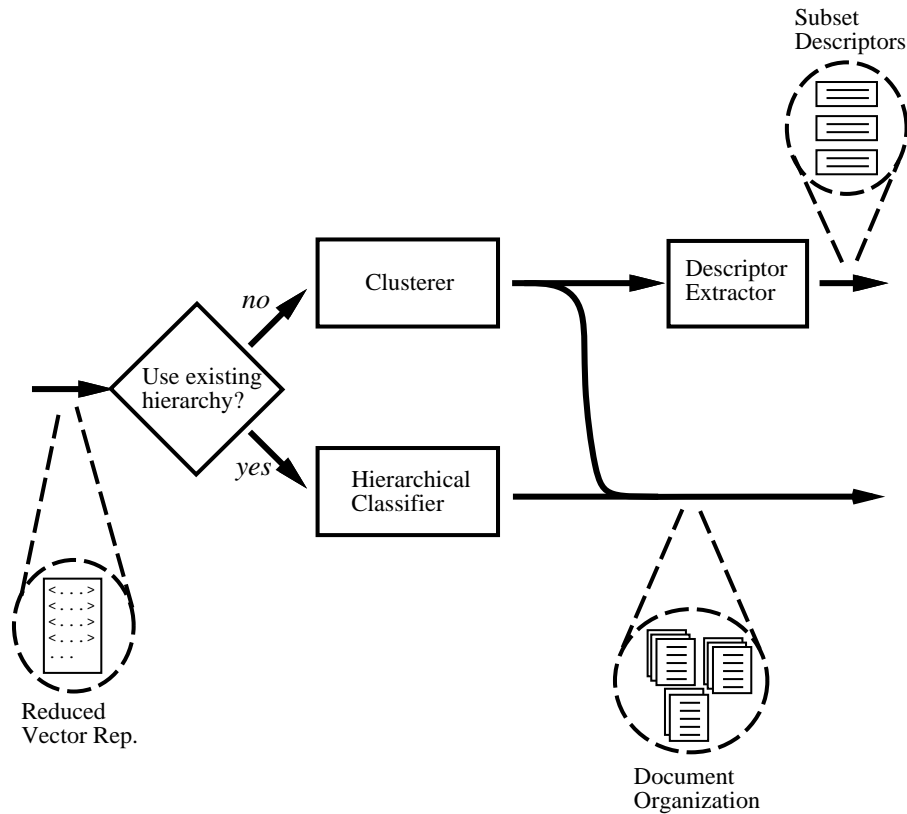 Subset
Descriptors
no
Clusterer
Descriptor
Extractor
Use existing
hierarchy?
yes
Hierarchical
Classifier
<...>
<...>
<...>
<...>
...
Reduced
Vector Rep.
Document
Organization